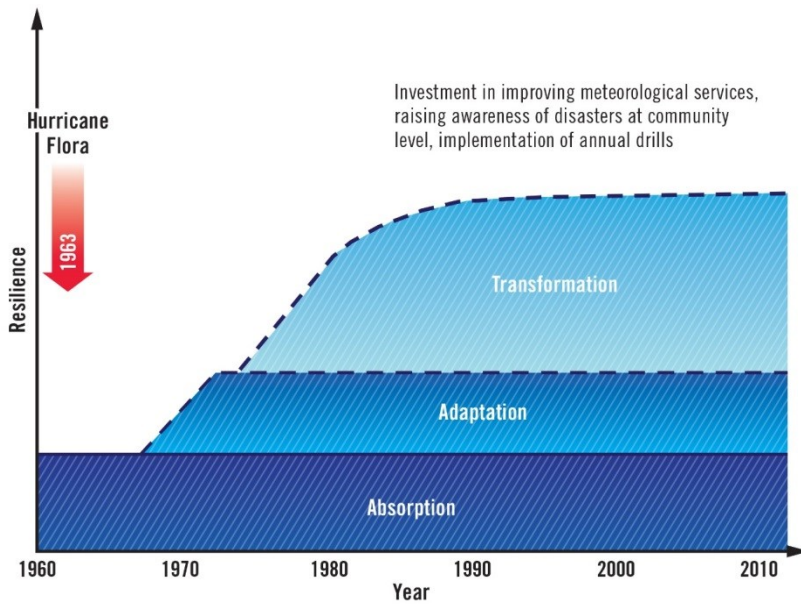 Investment in improving meteorological services,
raising awareness of disasters at community
level, implementation of annual drills
Hurricane
Flora
1963
Resilience
Transformation
Adaptation
Absorption
1960 1970 1980 1990 2000 2010
Year